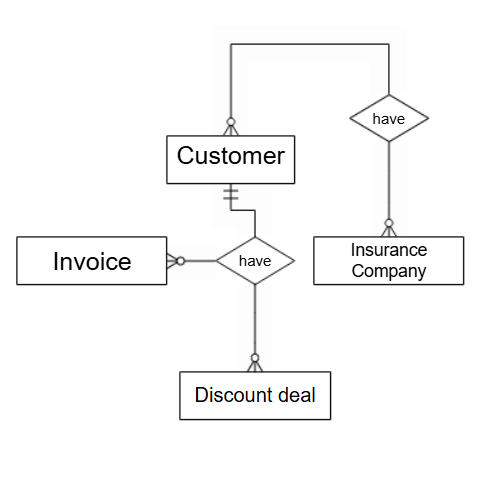 have
Customer
Insurance
Company
Invoice
have
Discount deal